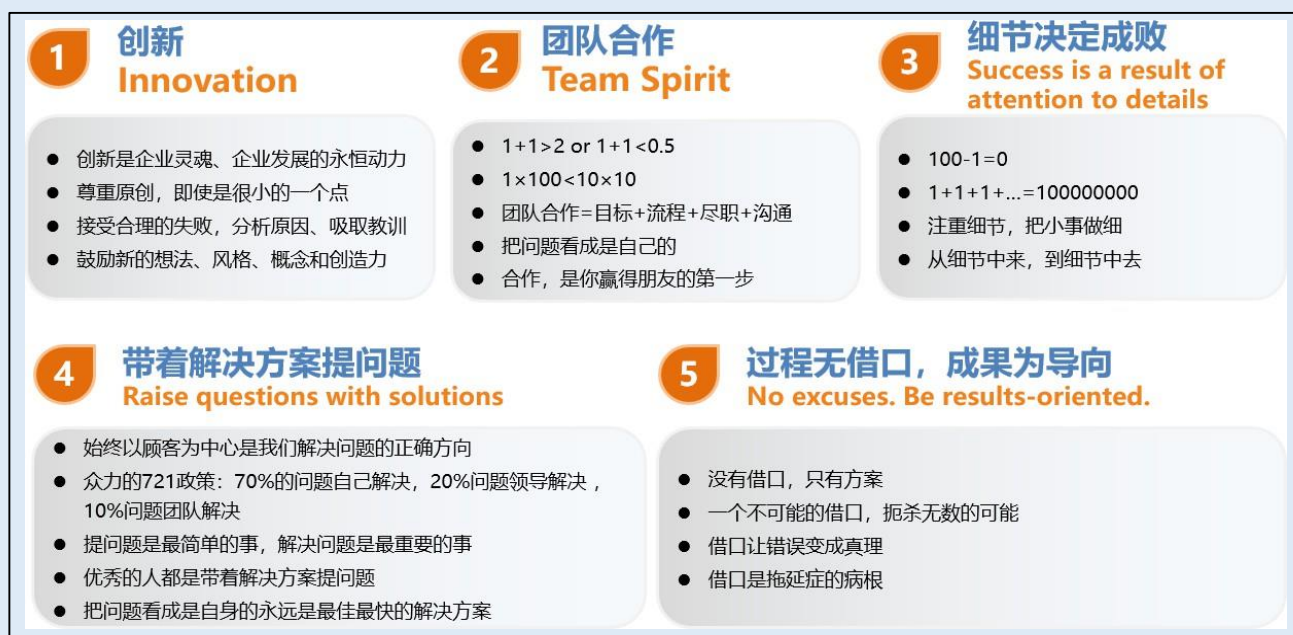 1
创新
Innovation
● 创新是企业灵魂、企业发展的永恒动力
● 尊重原创，即使是很小的一个点
● 接受合理的失败，分析原因、吸取教训
● 鼓励新的想法、风格、概念和创造力
2
团队合作
Team Spirit
● 1+1>2 or 1+1<0.5
● 1×100<10×10
● 团队合作=目标+流程+尽职+沟通
● 把问题看成是自己的
● 合作，是你赢得朋友的第一步
3
细节决定成败
Success is a result of
attention to details
● 100-1=0
● 1+1+1+...=100000000
● 注重细节，把小事做细
● 从细节中来，到细节中去
4
带着解决方案提问题
Raise questions with solutions
● 始终以顾客为中心是我们解决问题的正确方向
● 众力的721政策：70%的问题自己解决，20%问题领导解决，
10%问题团队解决
● 提问题是最简单的事，解决问题是最重要的事
● 优秀的人都是带着解决方案提问题
● 把问题看成是自身的永远是最佳最快的解决方案
5
过程无借口，成果为导向
No excuses. Be results-oriented.
● 没有借口，只有方案
● 一个不可能的借口，扼杀无数的可能
● 借口让错误变成真理
● 借口是拖延症的病根